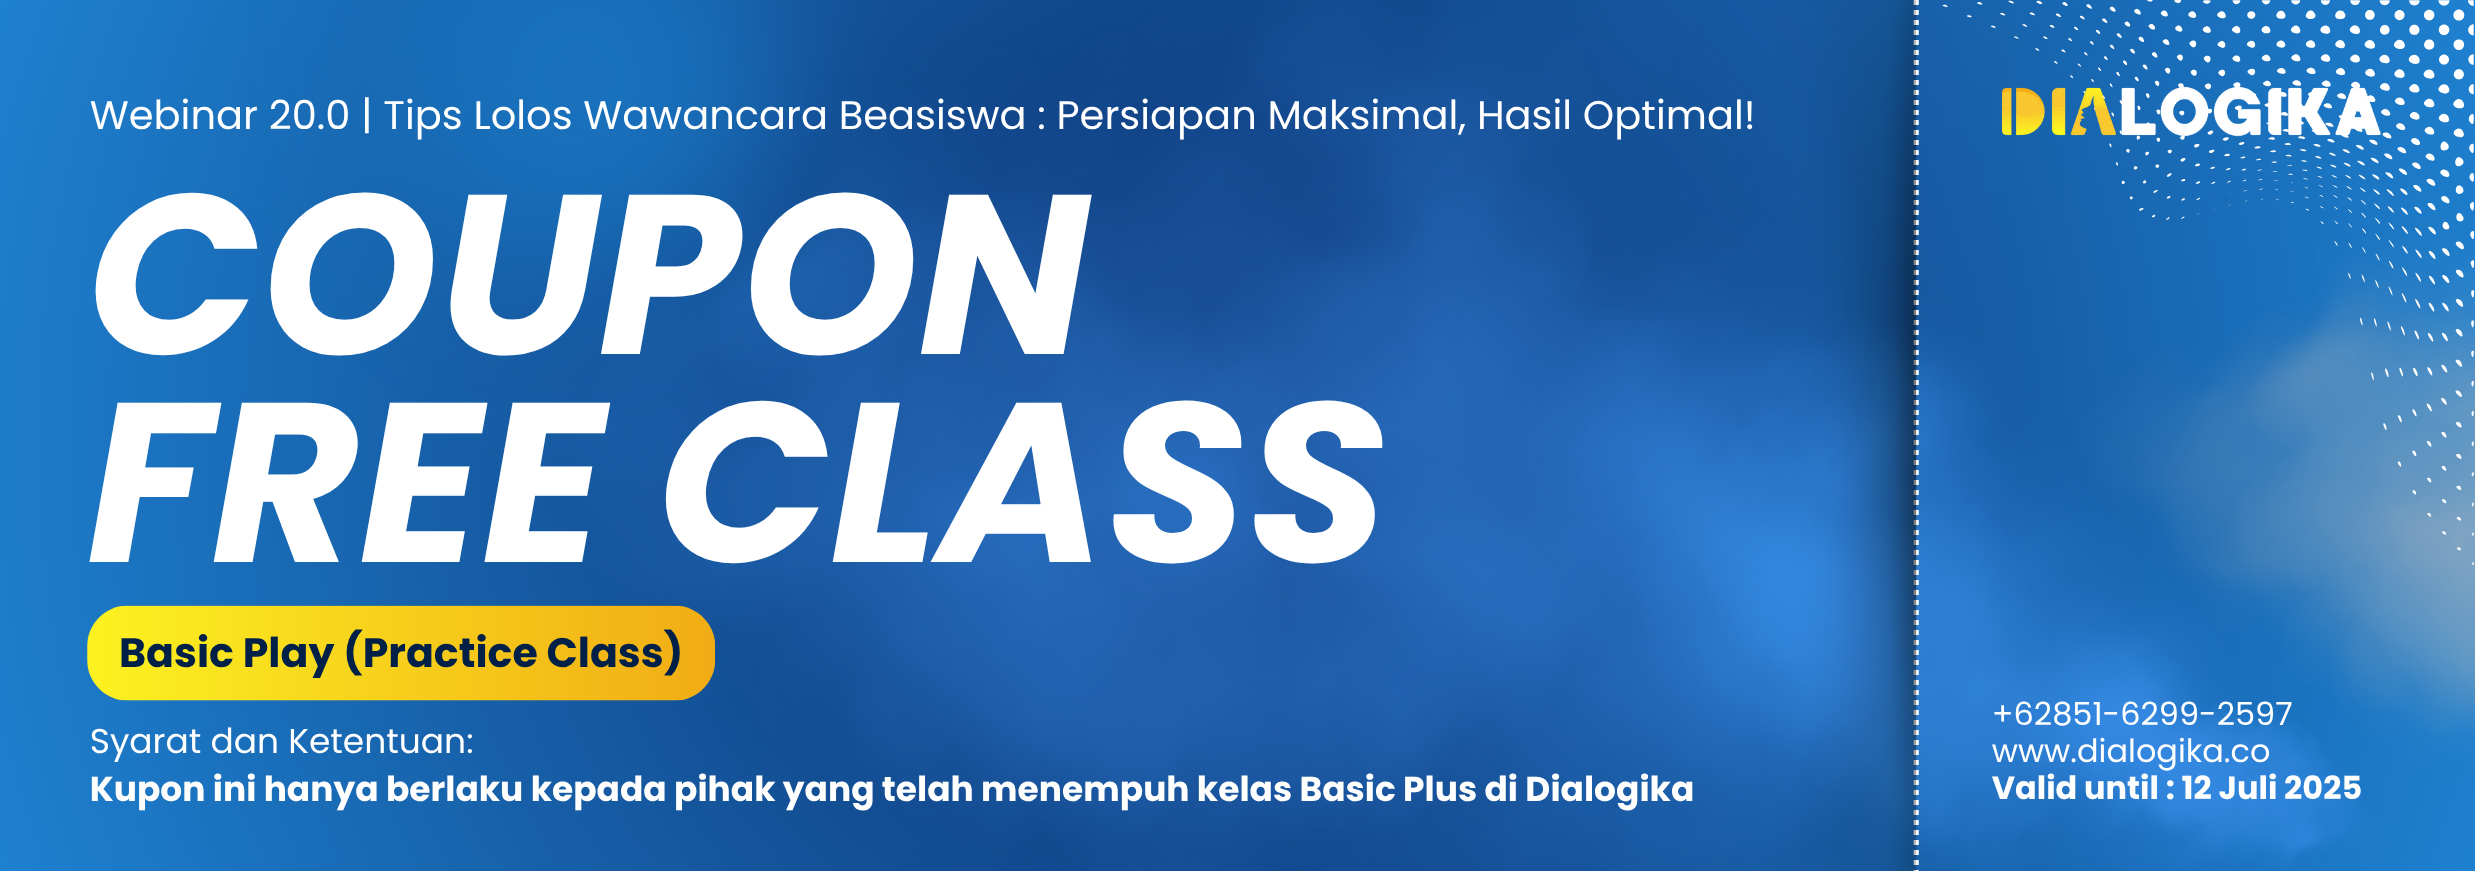 Webinar 20.0 | Tips Lolos Wawancara Beasiswa : Persiapan Maksimal, Hasil Optimal!
COUPON
FREE CLASS
Basic Play (Practice Class)
Syarat dan Ketentuan:
Kupon ini hanya berlaku kepada pihak yang telah menempuh kelas Basic Plus di Dialogika
DIALOGIKA
+62851-6299-2597
www.dialogika.co
Valid until : 12 Juli 2025